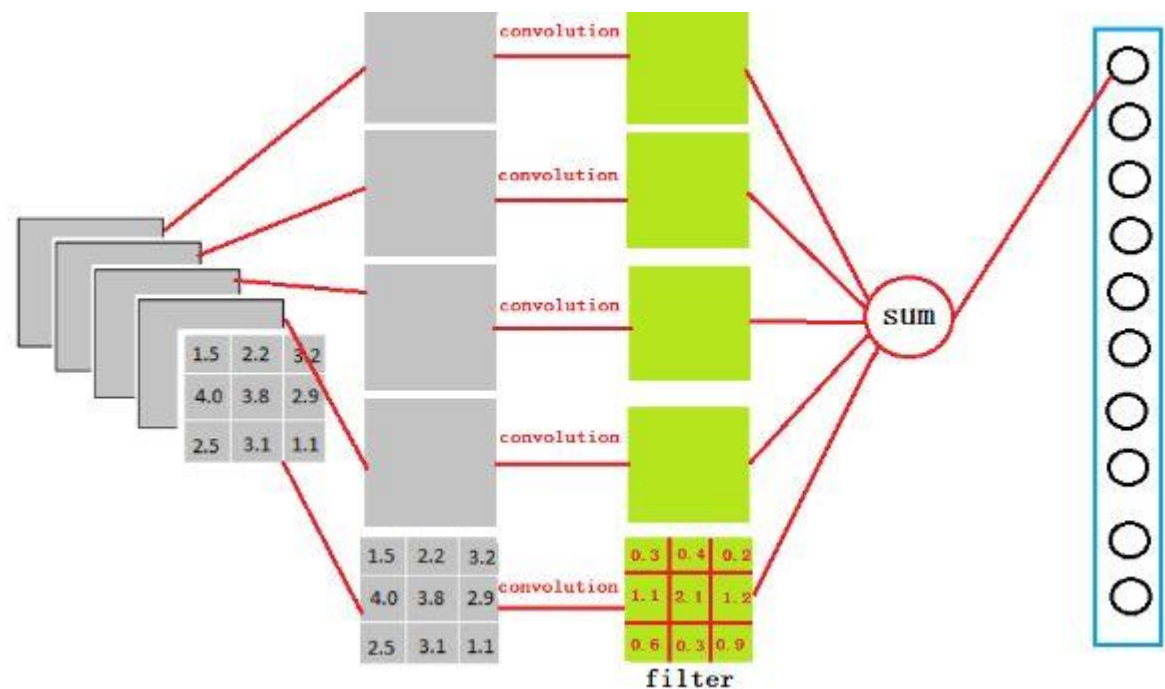 convolution
convolution
convolution
sum
1.5 2.2 3.2
4.0 3.8 2.9
2.5 3.1 1.1
convolution
1.5 2.2 3.2
4.0 3.8 2.9
2.5 3.1 1.1
convolution
0.3 0.4 0.2
1.1 2.1 1.2
0.6 0.3 0.9
filter